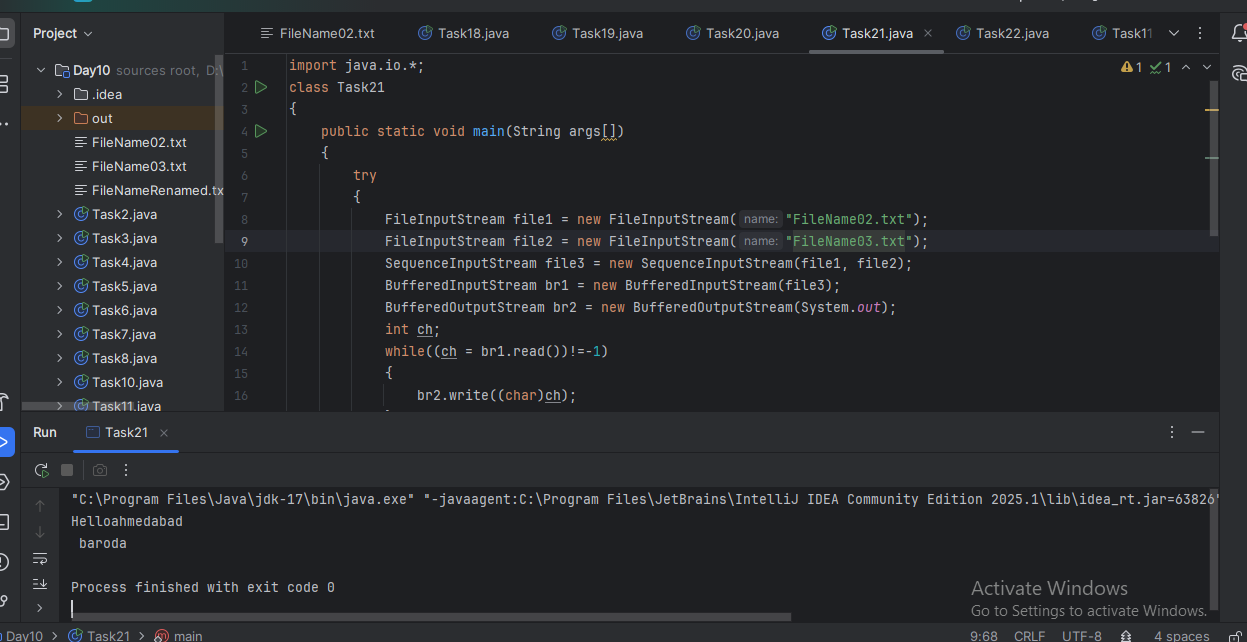 Project
FileName02.txt
Task18.java
Task19.java
Task20.java
Task21.java
Task22.java
Task11
Day10 sources root, D:\
.idea
out
FileName02.txt
FileName03.txt
FileNameRenamed.tx
Task2.java
Task3.java
Task4.java
Task5.java
Task6.java
Task7.java
Task8.java
Task10.java
Task11.java
1 import java.io.*;
2 class Task21
3 {
4 public static void main(String args[])
5 {
6 try
7 {
8 FileInputStream file1 = new FileInputStream( name: "FileName02.txt");
9 FileInputStream file2 = new FileInputStream( name: "FileName03.txt");
10 SequenceInputStream file3 = new SequenceInputStream(file1, file2);
11 BufferedInputStream br1 = new BufferedInputStream(file3);
12 BufferedOutputStream br2 = new BufferedOutputStream(System.out);
13 int ch;
14 while((ch = br1.read())!=-1)
15 {
16 br2.write((char)ch);
1 1
Run
Task21
"C:\Program Files\Java\jdk-17\bin\java.exe" "-javaagent:C:\Program Files\JetBrains\IntelliJ IDEA Community Edition 2025.1\lib\idea_rt.jar=63826
Helloahmedabad
baroda
Process finished with exit code 0
Activate Windows
Go to Settings to activate Windows.
Day10 > Task21 > main
9:68 CRLF UTF-8 4 spaces